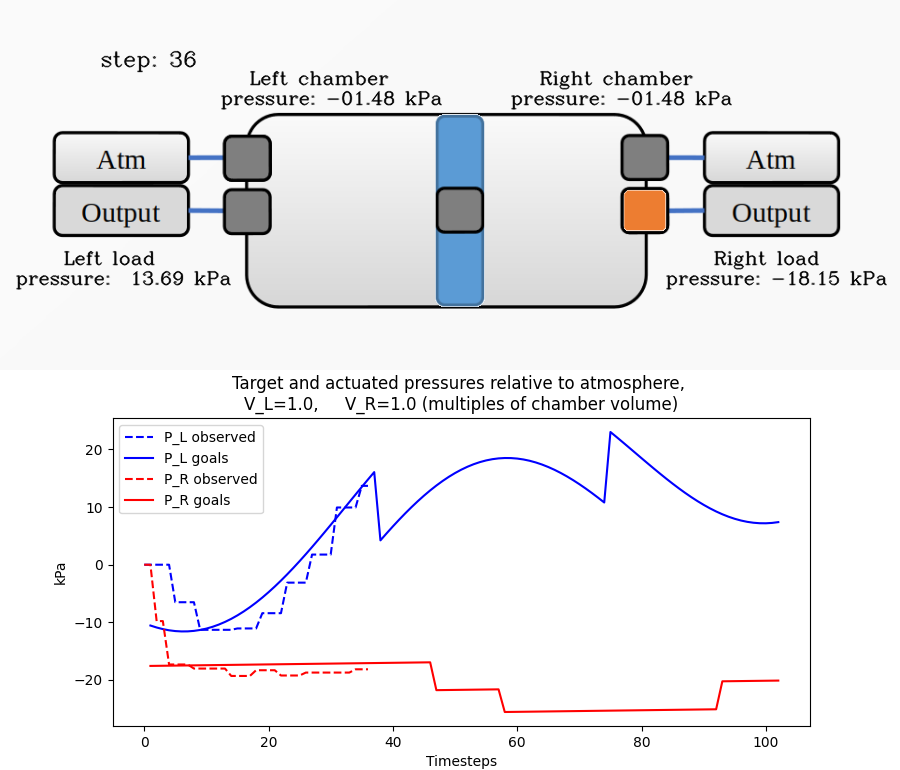 step: 36
Left chamber
pressure: −01.48 kPa
Right chamber
pressure: −01.48 kPa
Atm
Output
Atm
Output
Left load
pressure:  13.69 kPa
Right load
pressure: −18.15 kPa
Target and actuated pressures relative to atmosphere,
V_L=1.0,     V_R=1.0 (multiples of chamber volume)
P_L observed
P_L goals
P_R observed
P_R goals
kPa
20
10
0
−10
−20
0 20 40 60 80 100
Timesteps